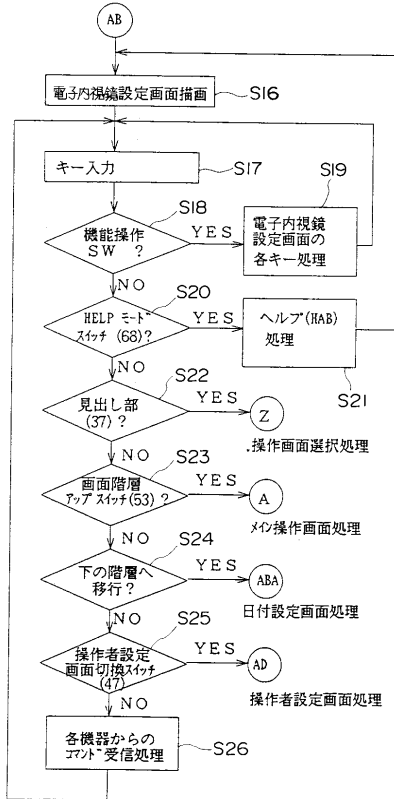 AB
電子内視鏡設定画面描画
S16
キー入力
S17
S18
機能操作
SW ?
YES
S19
電子内視鏡
設定画面の
各キー処理
NO
S20
HELP モード
スイッチ (68)?
YES
ヘルプ(HAB)
処理
S21
NO
S22
見出し部
(37) ?
YES
Z
.操作画面選択処理
NO
S23
画面階層
アップスイッチ(53) ?
YES
A
メイン操作画面処理
NO
S24
下の階層へ
移行?
YES
ABA
日付設定画面処理
NO
S25
操作者設定
画面切換スイッチ
(47)
YES
AD
操作者設定画面処理
NO
各機器からの
コマンド受信処理
S26